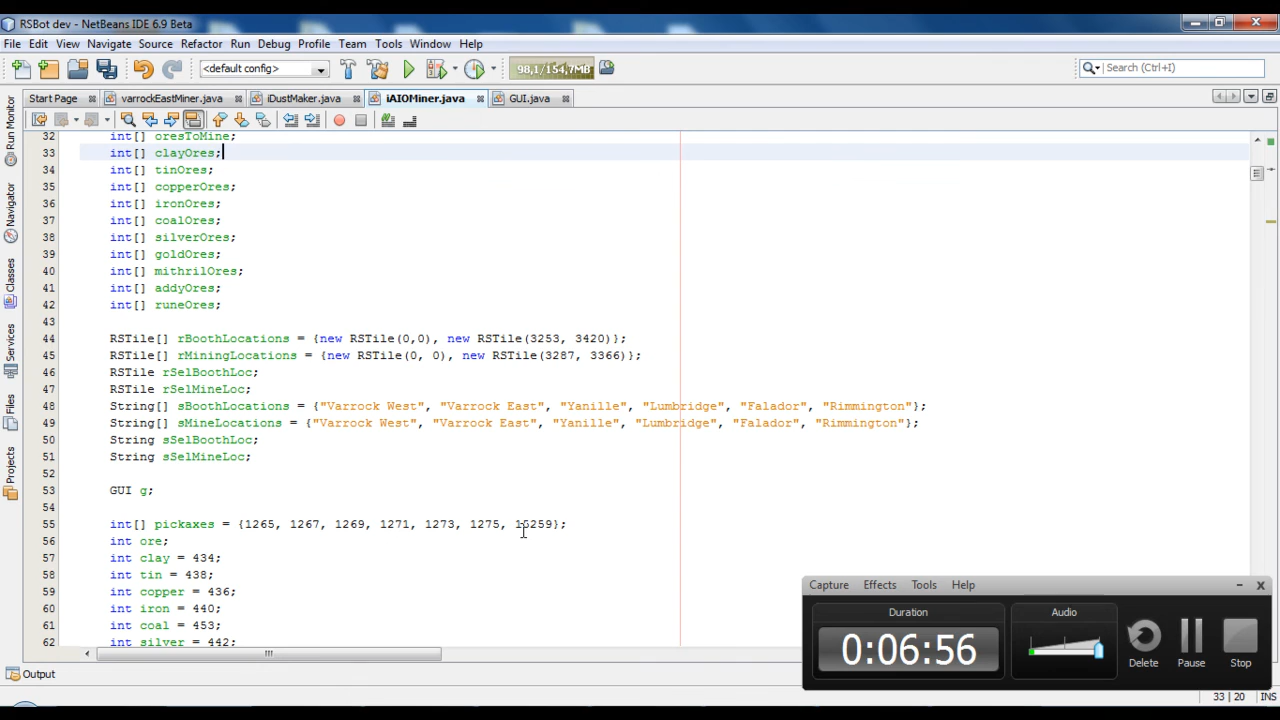 RSBot dev - NetBeans IDE 6.9 Beta
File Edit View Navigate Source Refactor Run Debug Profile Team Tools Window Help
<default config> 98,1/154,7MB Search (Ctrl+I)
Start Page varrockEastMiner.java iDustMaker.java iAIOMiner.java GUI.java
Run Monitor
Navigator
Classes
Services
Files
Projects
32 int[] oresToMine;
33 int[] clayOres;
34 int[] tinOres;
35 int[] copperOres;
36 int[] ironOres;
37 int[] coalOres;
38 int[] silverOres;
39 int[] goldOres;
40 int[] mithrilOres;
41 int[] addyOres;
42 int[] runeOres;
43
44 RSTile[] rBoothLocations = {new RSTile(0,0), new RSTile(3253, 3420)};
45 RSTile[] rMiningLocations = {new RSTile(0, 0), new RSTile(3287, 3366)};
46 RSTile rSelBoothLoc;
47 RSTile rSelMineLoc;
48 String[] sBoothLocations = {"Varrock West", "Varrock East", "Yanille", "Lumbridge", "Falador", "Rimmington"};
49 String[] sMineLocations = {"Varrock West", "Varrock East", "Yanille", "Lumbridge", "Falador", "Rimmington"};
50 String sSelBoothLoc;
51 String sSelMineLoc;
52
53 GUI g;
54
55 int[] pickaxes = {1265, 1267, 1269, 1271, 1273, 1275, 15259};
56 int ore;
57 int clay = 434;
58 int tin = 438;
59 int copper = 436;
60 int iron = 440;
61 int coal = 453;
62 int silver = 442;
Capture Effects Tools Help
Duration Audio
0:06:56
Delete Pause Stop
Output
33 | 20 INS